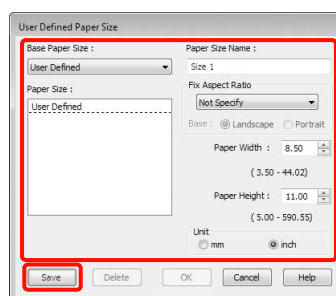 User Defined Paper Size
Base Paper Size :
User Defined
Paper Size :
User Defined
Paper Size Name :
Size 1
Fix Aspect Ratio
Not Specify
Base : Landscape Portrait
Paper Width : 8.50
( 3.50 - 44.02)
Paper Height : 11.00
( 5.00 - 590.55)
Unit
mm inch
Save Delete OK Cancel Help